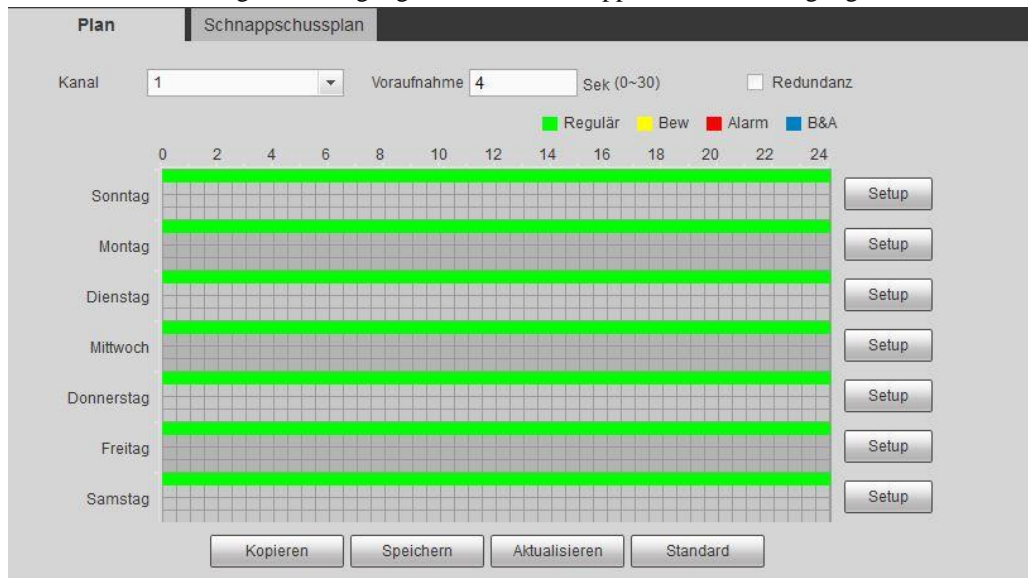 Plan Schnappschussplan
Kanal 1 Voraufnahme 4 Sek (0~30) Redundanz
Regulär Bew Alarm B&A
0 2 4 6 8 10 12 14 16 18 20 22 24
Sonntag Setup
Montag Setup
Dienstag Setup
Mittwoch Setup
Donnerstag Setup
Freitag Setup
Samstag Setup
Kopieren Speichern Aktualisieren Standard